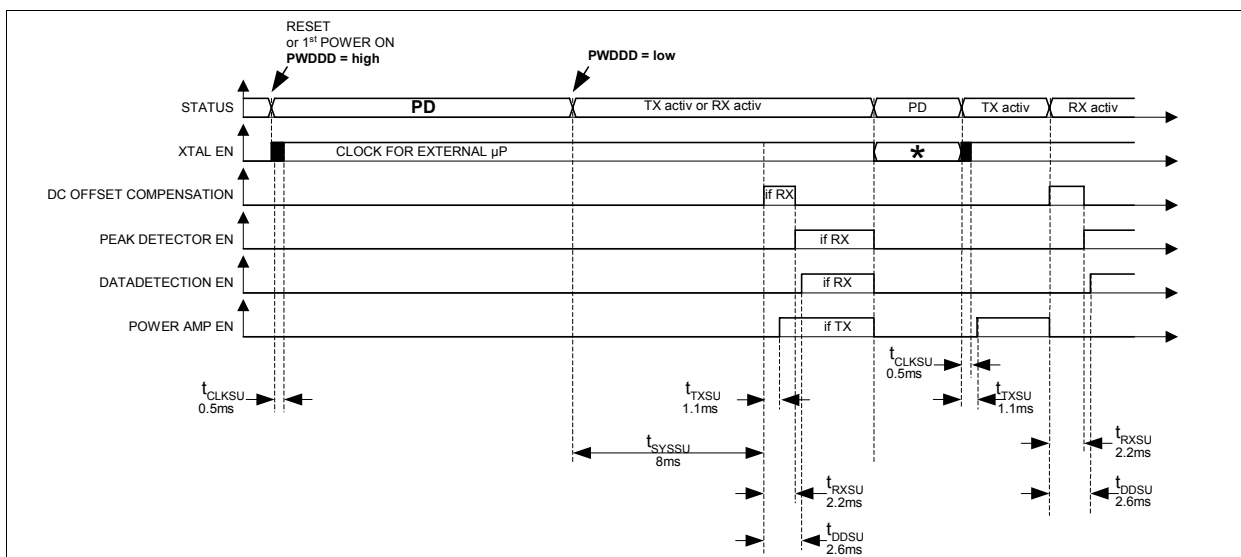 RESET
or 1st POWER ON
PWDDD = high
PWDDD = low
STATUS
PD
TX activ or RX activ
PD
TX activ
RX activ
XTAL EN
CLOCK FOR EXTERNAL µP
*
DC OFFSET COMPENSATION
if RX
PEAK DETECTOR EN
if RX
DATADETECTION EN
if RX
POWER AMP EN
if TX
tCLKSU
0.5ms
tCLKSU
0.5ms
tTXSU
1.1ms
tTXSU
1.1ms
tSYSSU
8ms
tRXSU
2.2ms
tRXSU
2.2ms
tDDSU
2.6ms
tDDSU
2.6ms